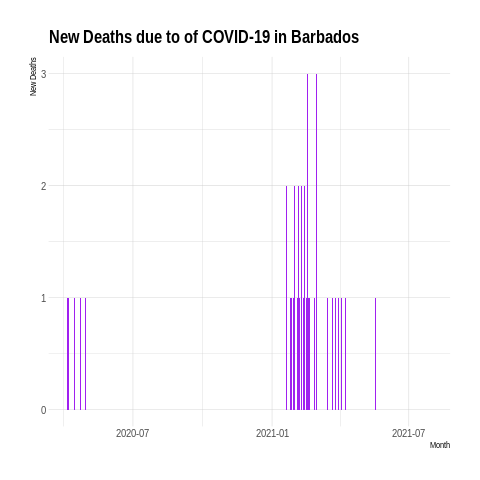 New Deaths due to of COVID-19 in Barbados
New Deaths
3
2
1
0
2020-07
2021-01
2021-07
Month